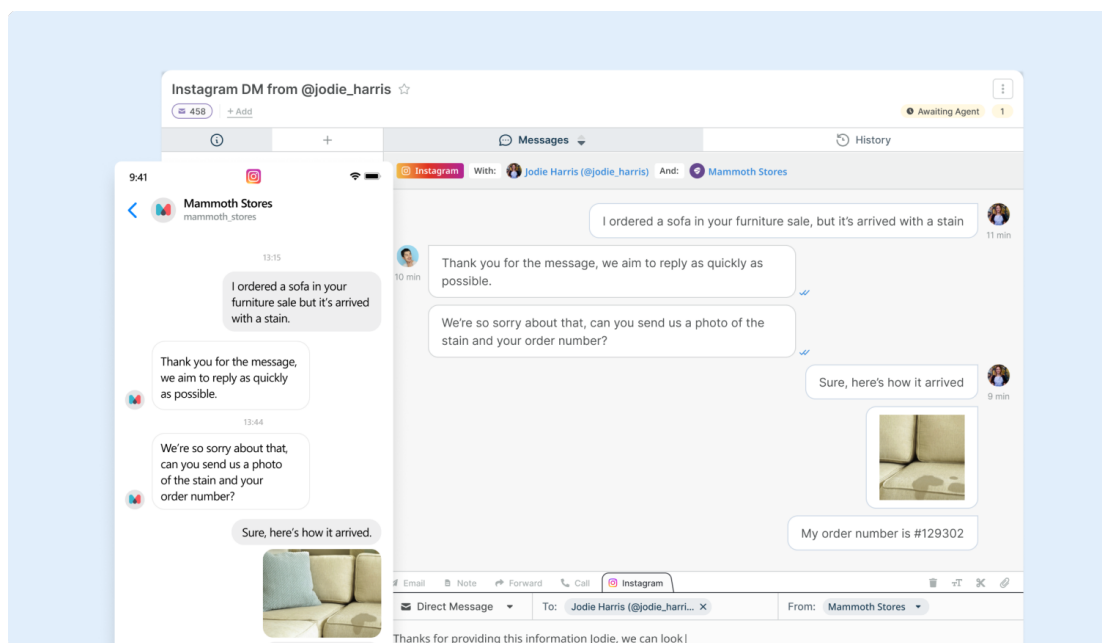 Instagram DM from @jodie_harris
458
+ Add
Awaiting Agent 1
+
Messages
History
Instagram With: Jodie Harris (@jodie_harris) And: Mammoth Stores
I ordered a sofa in your furniture sale, but it's arrived with a stain
11 min
10 min
Thank you for the message, we aim to reply as quickly as
possible.
We're so sorry about that, can you send us a photo of the
stain and your order number?
Sure, here's how it arrived
9 min
My order number is #129302
Email Note Forward Call Instagram
Direct Message To: Jodie Harris (@jodie_harri... From: Mammoth Stores
Thanks for providing this information Jodie, we can look
9:41
Mammoth Stores
mammoth_stores
13:15
I ordered a sofa in your
furniture sale but it's arrived
with a stain.
Thank you for the message,
we aim to reply as quickly
as possible.
13:44
We're so sorry about that,
can you send us a photo
of the stain and your
order number?
Sure, here's how it arrived.